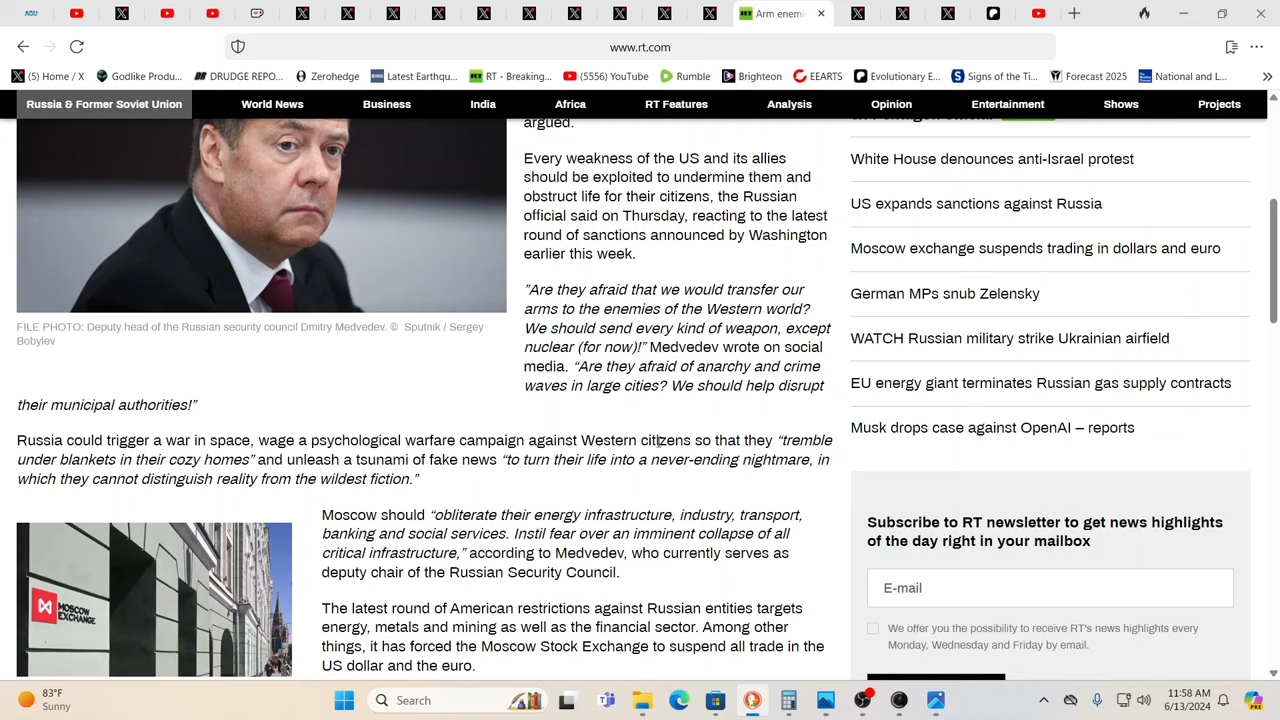 Arm enemie
www.rt.com
(5) Home / X
Godlike Produ...
DRUDGE REPO...
Zerohedge
Latest Earthqu...
RT - Breaking...
(5556) YouTube
Rumble
Brighteon
EEARTS
Evolutionary E...
Signs of the Ti...
Forecast 2025
National and L...
Russia & Former Soviet Union
World News
Business
India
Africa
RT Features
Analysis
Opinion
Entertainment
Shows
Projects
argued.
Every weakness of the US and its allies
should be exploited to undermine them and
obstruct life for their citizens, the Russian
official said on Thursday, reacting to the latest
round of sanctions announced by Washington
earlier this week.
”Are they afraid that we would transfer our
arms to the enemies of the Western world?
We should send every kind of weapon, except
nuclear (for now)!” Medvedev wrote on social
media. “Are they afraid of anarchy and crime
waves in large cities? We should help disrupt
their municipal authorities!”
FILE PHOTO: Deputy head of the Russian security council Dmitry Medvedev. © Sputnik / Sergey
Bobylev
Russia could trigger a war in space, wage a psychological warfare campaign against Western citizens so that they “tremble
under blankets in their cozy homes” and unleash a tsunami of fake news “to turn their life into a never-ending nightmare, in
which they cannot distinguish reality from the wildest fiction.”
MOSCOW
EXCHANGE
Moscow should “obliterate their energy infrastructure, industry, transport,
banking and social services. Instil fear over an imminent collapse of all
critical infrastructure,” according to Medvedev, who currently serves as
deputy chair of the Russian Security Council.
The latest round of American restrictions against Russian entities targets
energy, metals and mining as well as the financial sector. Among other
things, it has forced the Moscow Stock Exchange to suspend all trade in the
US dollar and the euro.
White House denounces anti-Israel protest
US expands sanctions against Russia
Moscow exchange suspends trading in dollars and euro
German MPs snub Zelensky
WATCH Russian military strike Ukrainian airfield
EU energy giant terminates Russian gas supply contracts
Musk drops case against OpenAI – reports
Subscribe to RT newsletter to get news highlights
of the day right in your mailbox
E-mail
We offer you the possibility to receive RT's news highlights every
Monday, Wednesday and Friday by email.
83°F
Sunny
Search
11:58 AM
6/13/2024